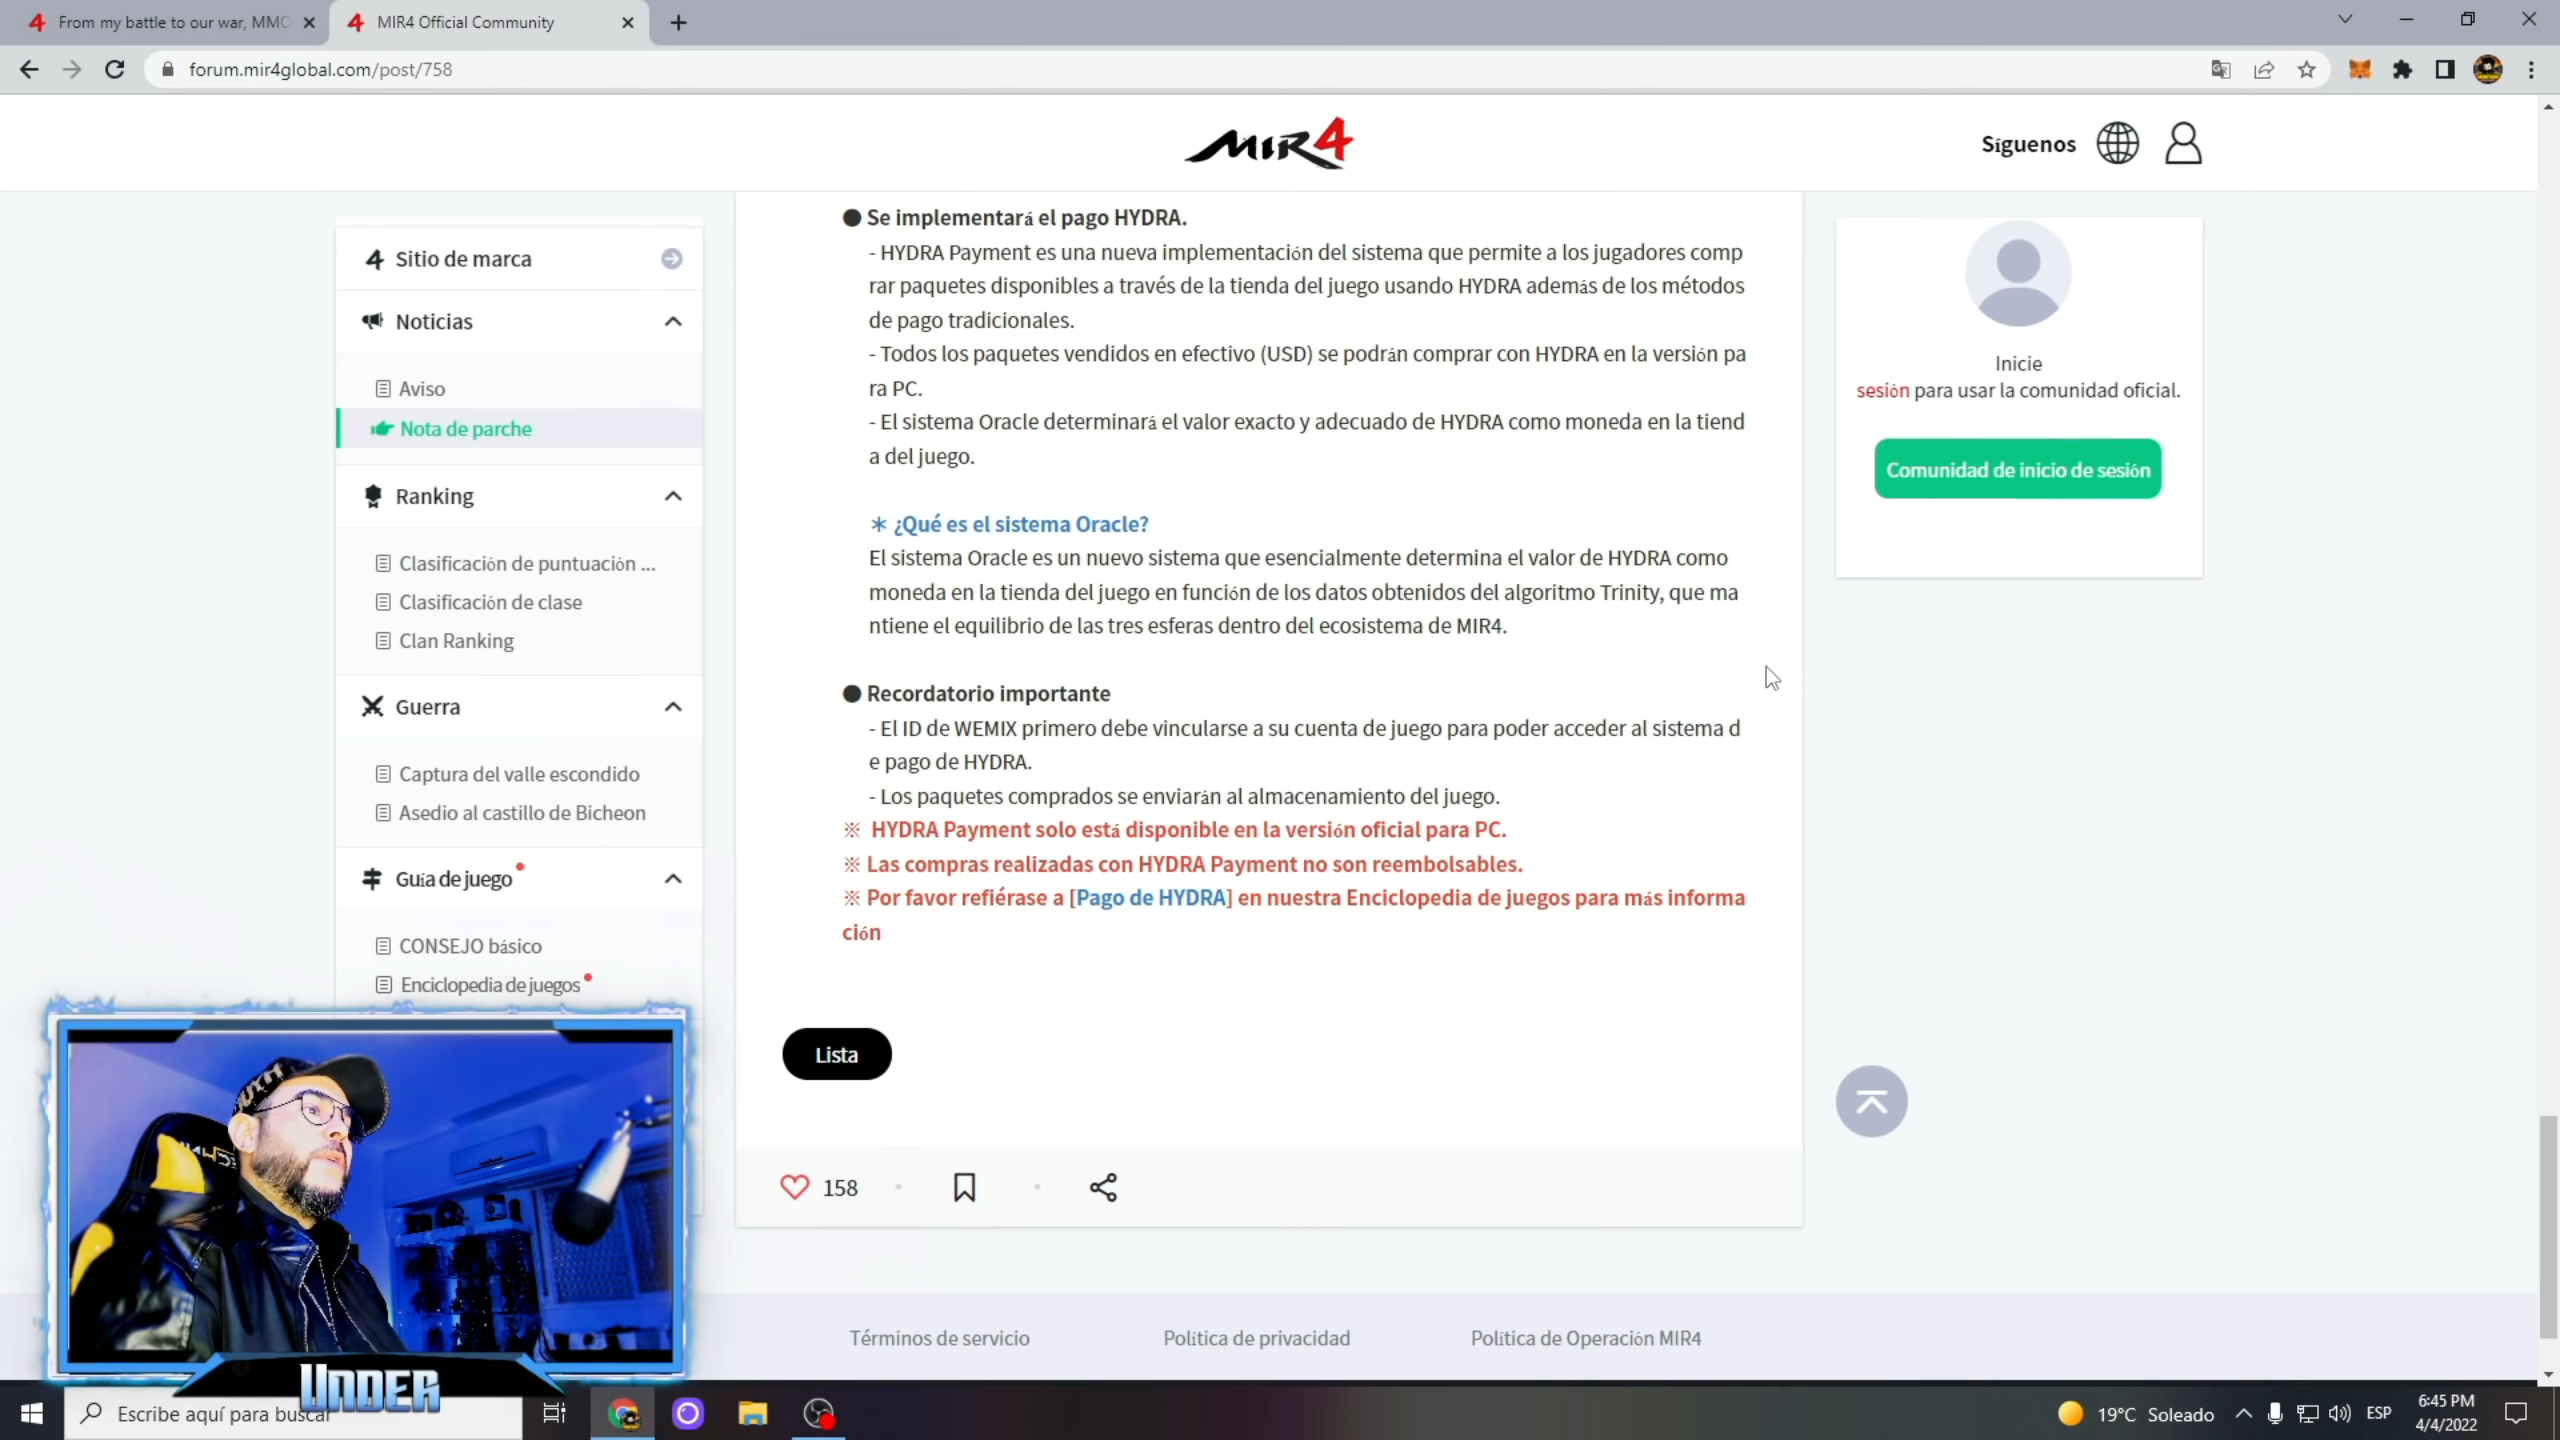 From my battle to our war, MMO
MIR4 Official Community
forum.mir4global.com/post/758
MIR4
Síguenos
Sitio de marca
Noticias
Aviso
Nota de parche
Ranking
Clasificación de puntuación ...
Clasificación de clase
Clan Ranking
Guerra
Captura del valle escondido
Asedio al castillo de Bicheon
Guía de juego
CONSEJO básico
Enciclopedia de juegos
● Se implementará el pago HYDRA.
- HYDRA Payment es una nueva implementación del sistema que permite a los jugadores comp
rar paquetes disponibles a través de la tienda del juego usando HYDRA además de los métodos
de pago tradicionales.
- Todos los paquetes vendidos en efectivo (USD) se podrán comprar con HYDRA en la versión pa
ra PC.
- El sistema Oracle determinará el valor exacto y adecuado de HYDRA como moneda en la tiend
a del juego.
＊ ¿Qué es el sistema Oracle?
El sistema Oracle es un nuevo sistema que esencialmente determina el valor de HYDRA como
moneda en la tienda del juego en función de los datos obtenidos del algoritmo Trinity, que ma
ntiene el equilibrio de las tres esferas dentro del ecosistema de MIR4.
● Recordatorio importante
- El ID de WEMIX primero debe vincularse a su cuenta de juego para poder acceder al sistema d
e pago de HYDRA.
- Los paquetes comprados se enviarán al almacenamiento del juego.
※ HYDRA Payment solo está disponible en la versión oficial para PC.
※ Las compras realizadas con HYDRA Payment no son reembolsables.
※ Por favor refiérase a [Pago de HYDRA] en nuestra Enciclopedia de juegos para más informa
ción
Lista
158
Inicie
sesión para usar la comunidad oficial.
Comunidad de inicio de sesión
Términos de servicio
Política de privacidad
Política de Operación MIR4
UNDER
Escribe aquí para buscar
19°C Soleado
ESP
6:45 PM
4/4/2022